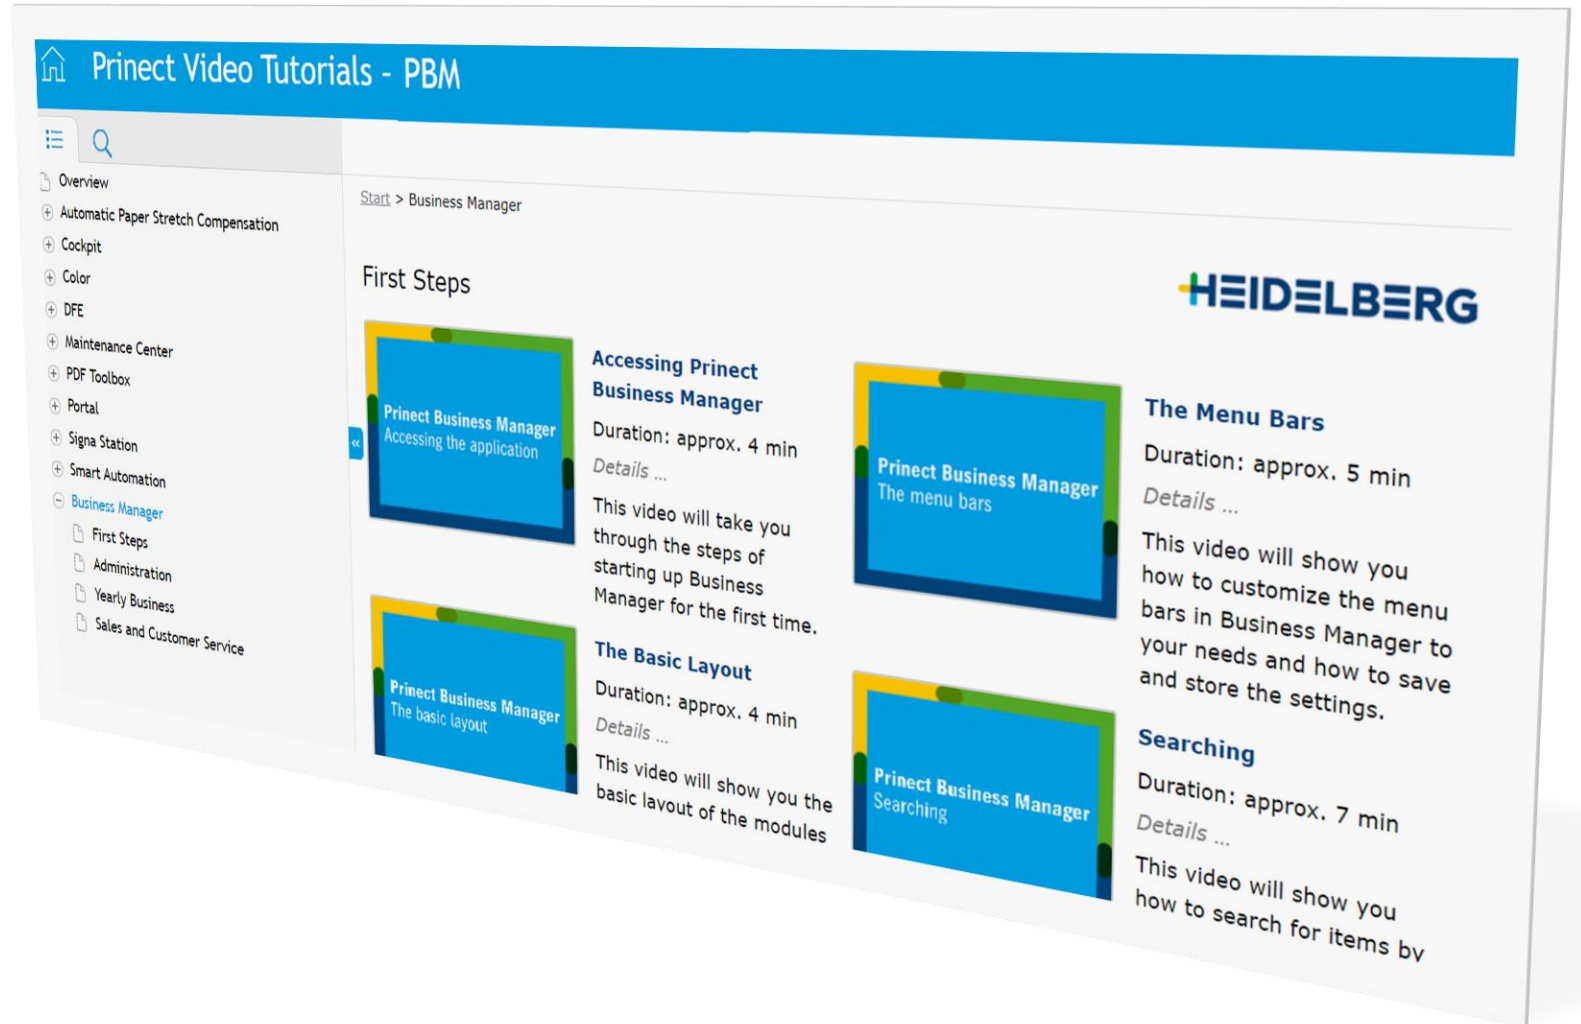 Prinect Video Tutorials - PBM
Overview
Automatic Paper Stretch Compensation
Cockpit
Color
DFE
Maintenance Center
PDF Toolbox
Portal
Signa Station
Smart Automation
Business Manager
First Steps
Administration
Yearly Business
Sales and Customer Service
«
Start > Business Manager
First Steps
HEIDELBERG
Prinect Business Manager
Accessing the application
Accessing Prinect
Business Manager
Duration: approx. 4 min
Details ...
This video will take you
through the steps of
starting up Business
Manager for the first time.
Prinect Business Manager
The menu bars
The Menu Bars
Duration: approx. 5 min
Details ...
This video will show you
how to customize the menu
bars in Business Manager to
your needs and how to save
and store the settings.
Prinect Business Manager
The basic layout
The Basic Layout
Duration: approx. 4 min
Details ...
This video will show you the
basic layout of the modules
Prinect Business Manager
Searching
Searching
Duration: approx. 7 min
Details ...
This video will show you
how to search for items by